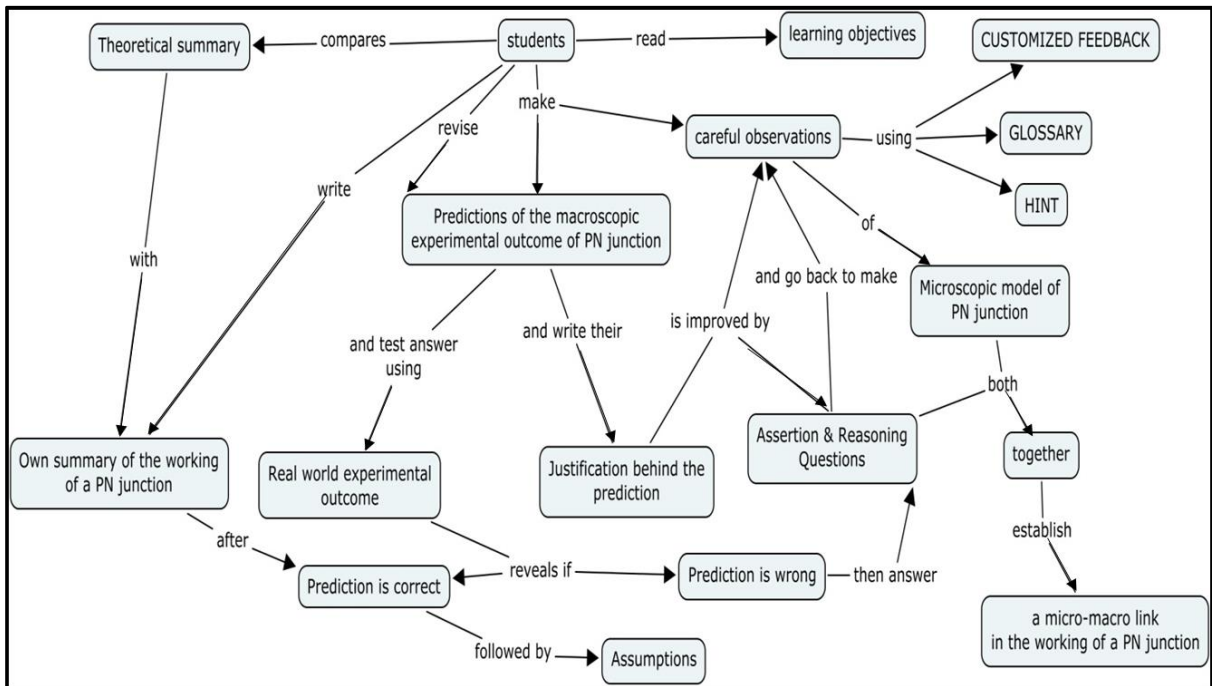 Theoretical summary
compares
students
read
learning objectives
CUSTOMIZED FEEDBACK
make
revise
careful observations
using
GLOSSARY
write
HINT
Predictions of the macroscopic
experimental outcome of PN junction
of
with
and go back to make
Microscopic model of
PN junction
is improved by
and test answer
using
and write their
both
Own summary of the working
of a PN junction
Real world experimental
outcome
Justification behind the
prediction
Assertion & Reasoning
Questions
together
after
establish
Prediction is correct
reveals if
Prediction is wrong
then answer
a micro-macro link
in the working of a PN junction
followed by
Assumptions